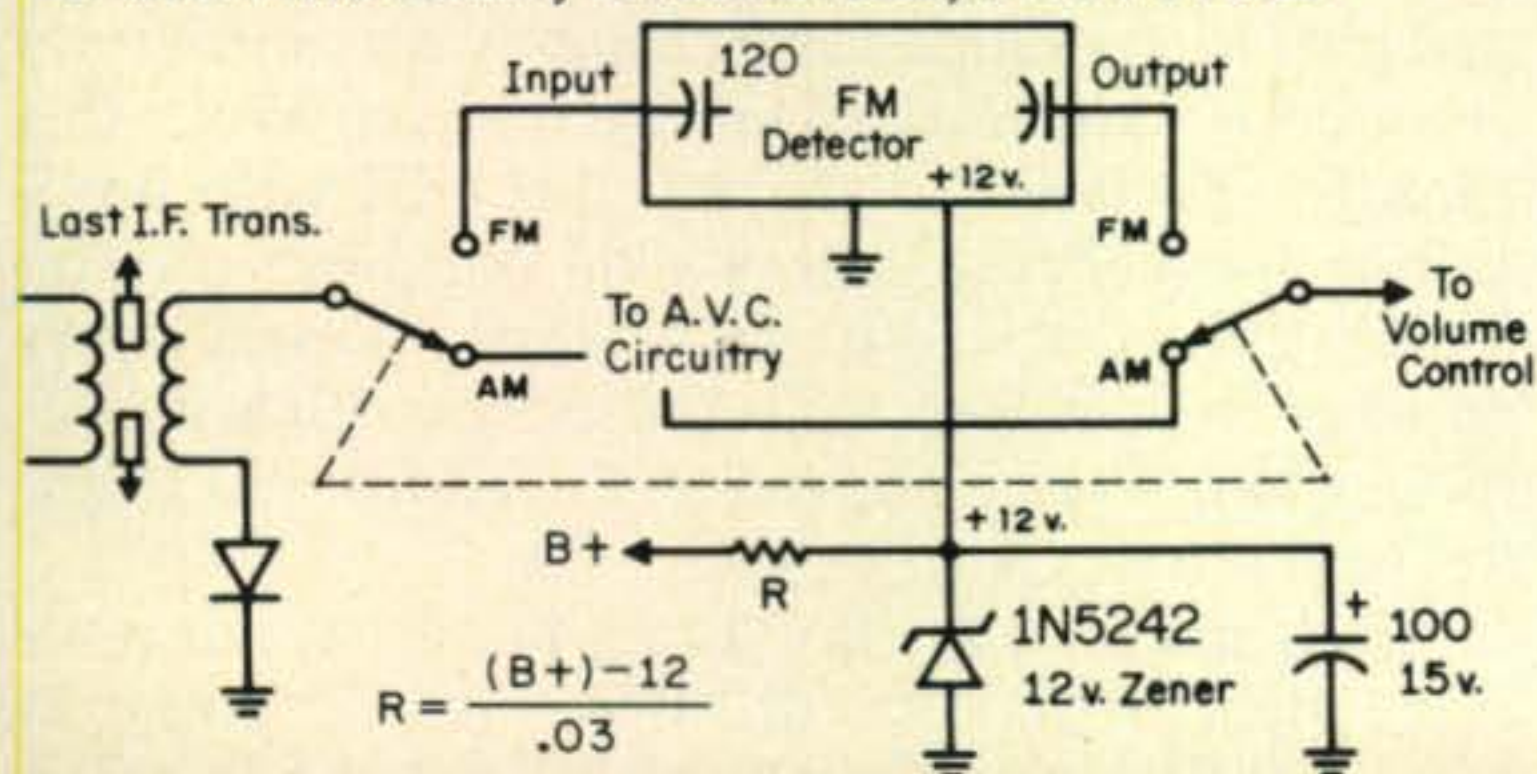 120
Input
Output
FM
Detector
+12v.
Last I.F. Trans.
FM
FM
To A.V.C.
Circuitry
To
Volume
Control
AM
AM
+12 v.
B+
R
1N5242
12 v. Zener
+
100
15 v.
R = (B+)-12
.03